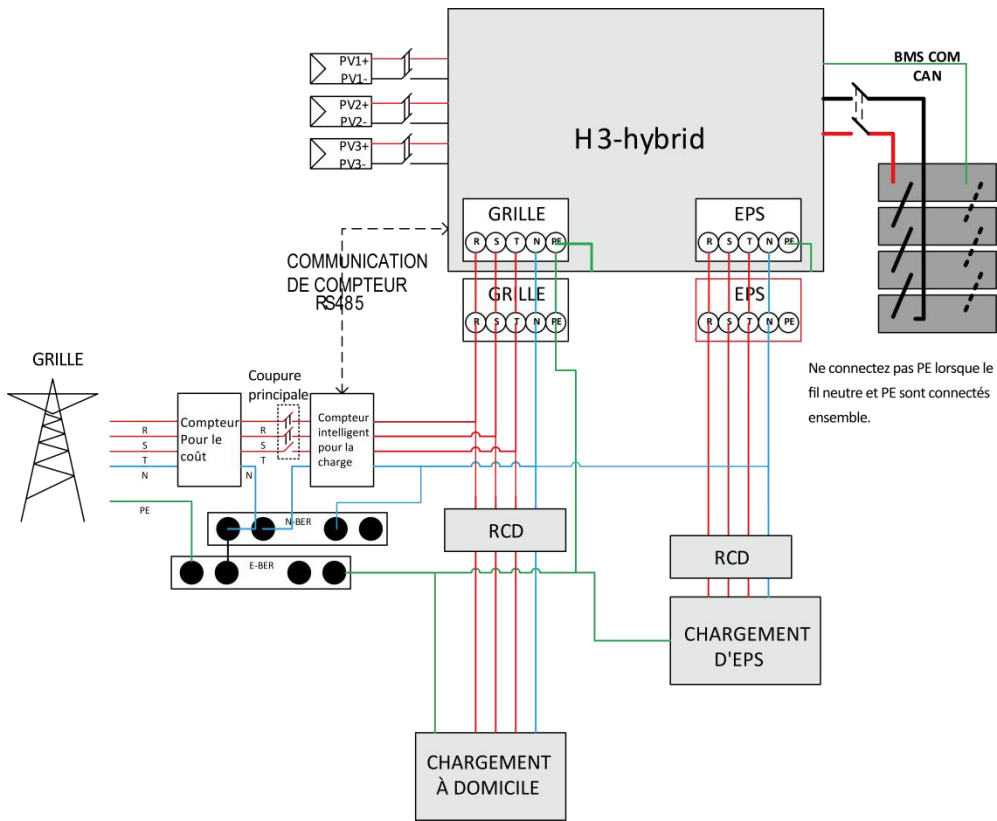 PV1+
PV1-
PV2+
PV2-
PV3+
PV3-
H3-hybrid
BMS COM
CAN
GRILLE
R S T N PE
EPS
R S T N PE
COMMUNICATION
DE COMPTEUR
RS485
GRILLE
R S T N PE
EPS
R S T N PE
Ne connectez pas PE lorsque le
fil neutre et PE sont connectés
ensemble.
GRILLE
Coupure
principale
Compteur
Pour le
coût
Compteur
intelligent
pour la
charge
R
S
T
N
R
S
T
N
PE
N-BER
E-BER
RCD
RCD
CHARGEMENT
D'EPS
CHARGEMENT
À DOMICILE